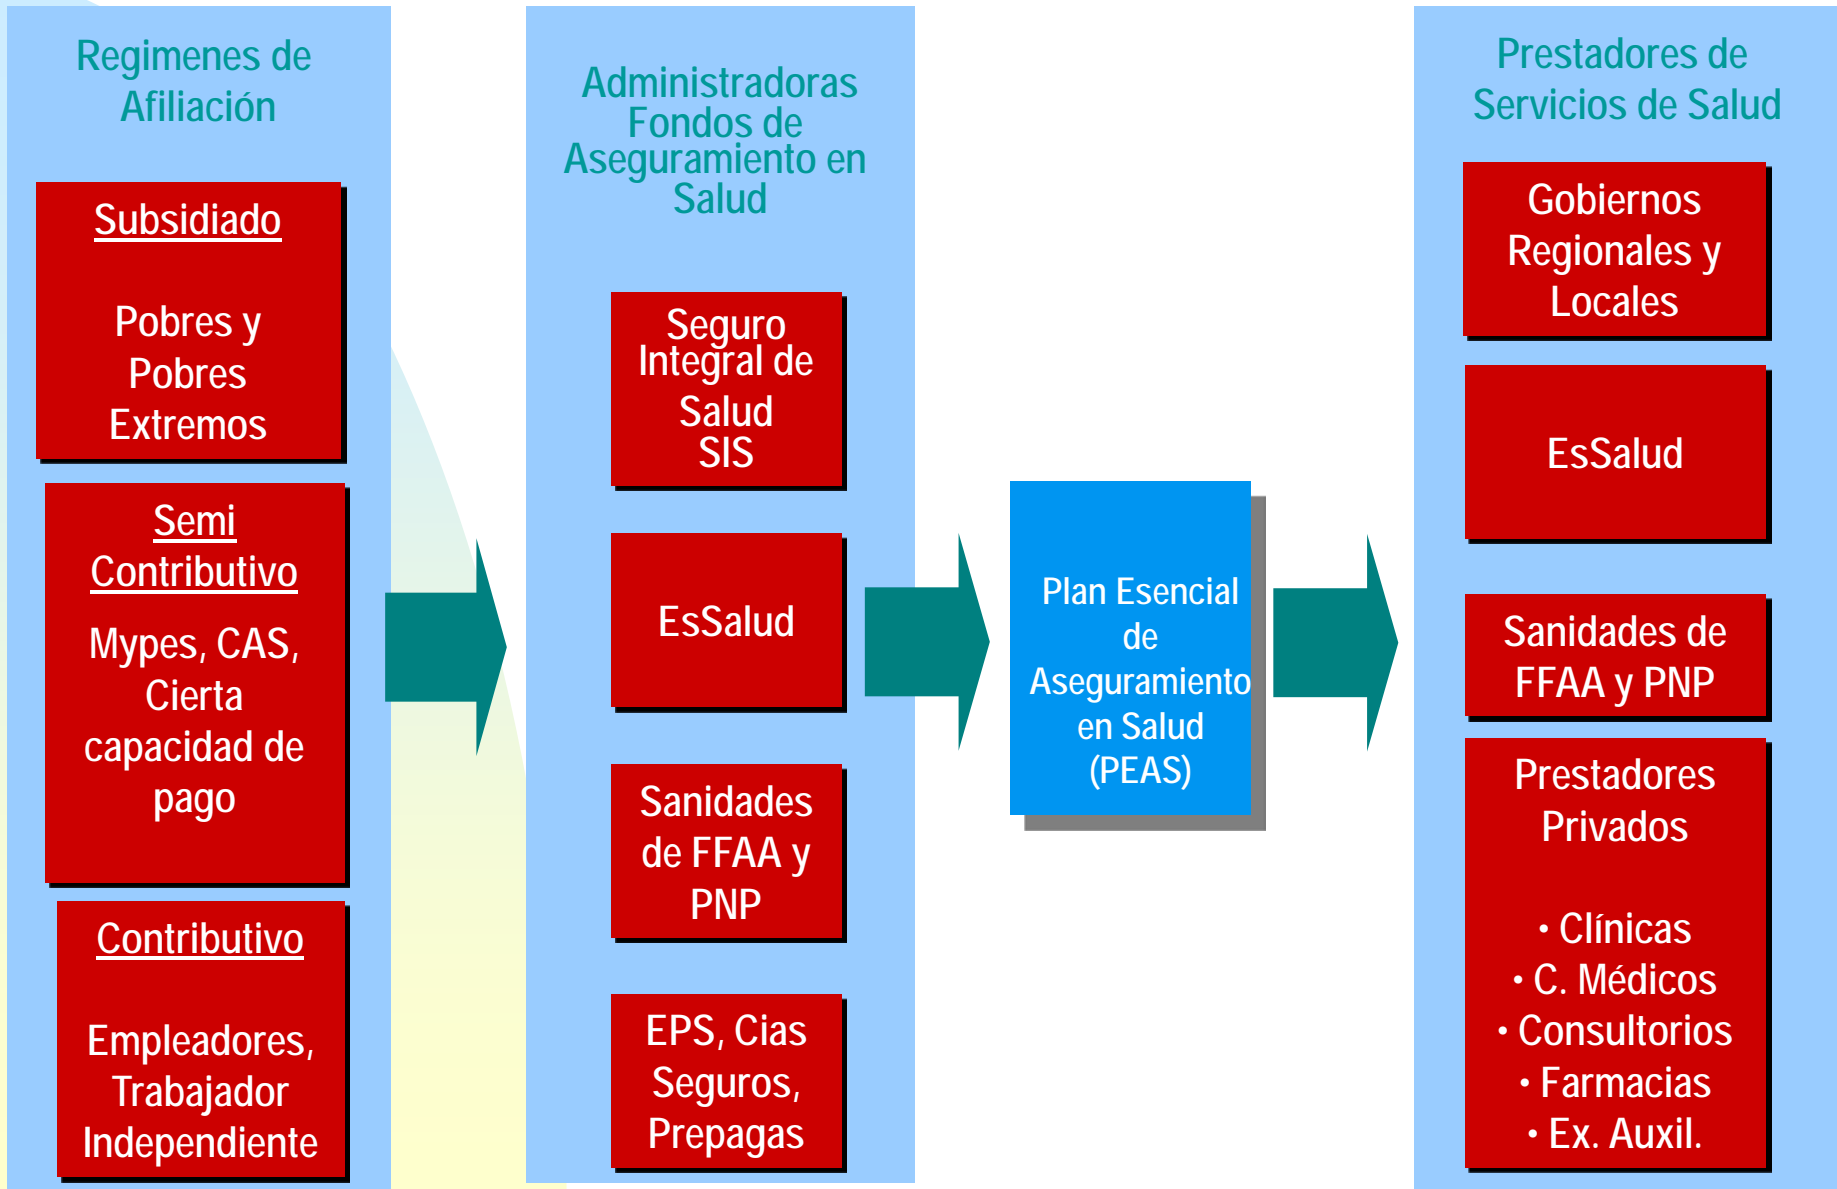 Regimenes de
Afiliación
Subsidiado
Pobres y
Pobres
Extremos
Semi
Contributivo
Mypes, CAS,
Cierta
capacidad de
pago
Contributivo
Empleadores,
Trabajador
Independiente
Administradoras
Fondos de
Aseguramiento en
Salud
Seguro
Integral de
Salud
SIS
EsSalud
Sanidades
de FFAA y
PNP
EPS, Cias
Seguros,
Prepagas
Plan Esencial
de
Aseguramiento
en Salud
(PEAS)
Prestadores de
Servicios de Salud
Gobiernos
Regionales y
Locales
EsSalud
Sanidades de
FFAA y PNP
Prestadores
Privados
• Clínicas
• C. Médicos
• Consultorios
• Farmacias
• Ex. Auxil.